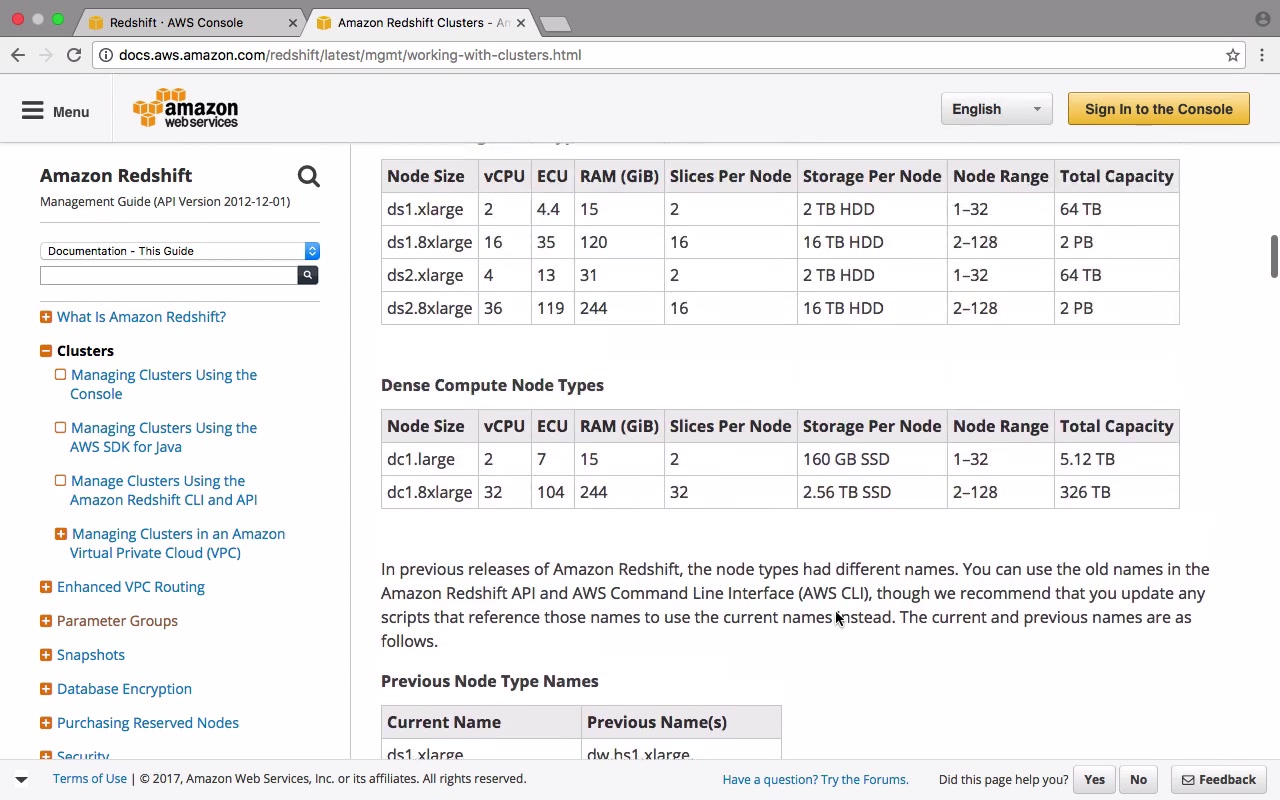 Redshift · AWS Console
Amazon Redshift Clusters - An
docs.aws.amazon.com/redshift/latest/mgmt/working-with-clusters.html
Menu
amazon
webservices
English
Sign In to the Console
Amazon Redshift
Management Guide (API Version 2012-12-01)
Documentation - This Guide
What Is Amazon Redshift?
Clusters
Managing Clusters Using the
Console
Managing Clusters Using the
AWS SDK for Java
Manage Clusters Using the
Amazon Redshift CLI and API
Managing Clusters in an Amazon
Virtual Private Cloud (VPC)
Enhanced VPC Routing
Parameter Groups
Snapshots
Database Encryption
Purchasing Reserved Nodes
Security
Node Size vCPU ECU RAM (GiB) Slices Per Node Storage Per Node Node Range Total Capacity
ds1.xlarge 2 4.4 15 2 2 TB HDD 1–32 64 TB
ds1.8xlarge 16 35 120 16 16 TB HDD 2–128 2 PB
ds2.xlarge 4 13 31 2 2 TB HDD 1–32 64 TB
ds2.8xlarge 36 119 244 16 16 TB HDD 2–128 2 PB
Dense Compute Node Types
Node Size vCPU ECU RAM (GiB) Slices Per Node Storage Per Node Node Range Total Capacity
dc1.large 2 7 15 2 160 GB SSD 1–32 5.12 TB
dc1.8xlarge 32 104 244 32 2.56 TB SSD 2–128 326 TB
In previous releases of Amazon Redshift, the node types had different names. You can use the old names in the
Amazon Redshift API and AWS Command Line Interface (AWS CLI), though we recommend that you update any
scripts that reference those names to use the current names instead. The current and previous names are as
follows.
Previous Node Type Names
Current Name Previous Name(s)
ds1.xlarge dw.hs1.xlarge,
Terms of Use | © 2017, Amazon Web Services, Inc. or its affiliates. All rights reserved.
Have a question? Try the Forums. Did this page help you? Yes No Feedback